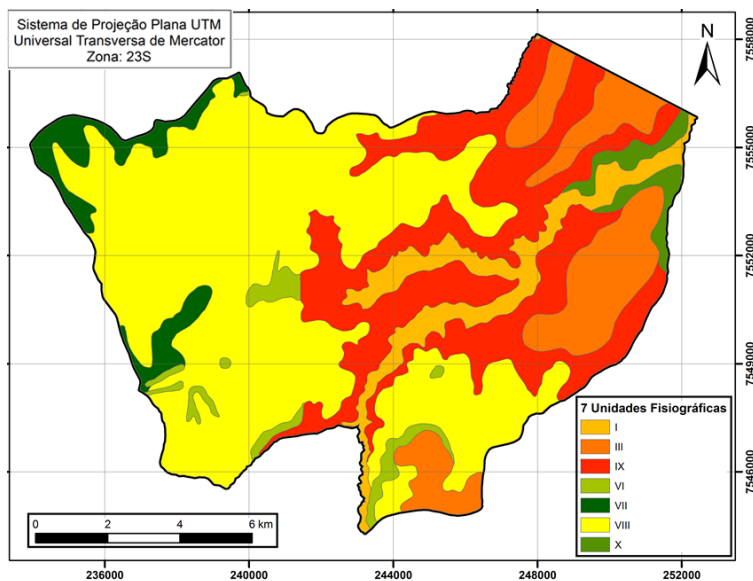 Sistema de Projeção Plana UTM
Universal Transversa de Mercator
Zona: 23S
N
7558000
7555000
7552000
7549000
7546000
7 Unidades Fisiográficas
I
III
IX
VI
VII
VIII
X
0 2 4 6 km
236000 240000 244000 248000 252000